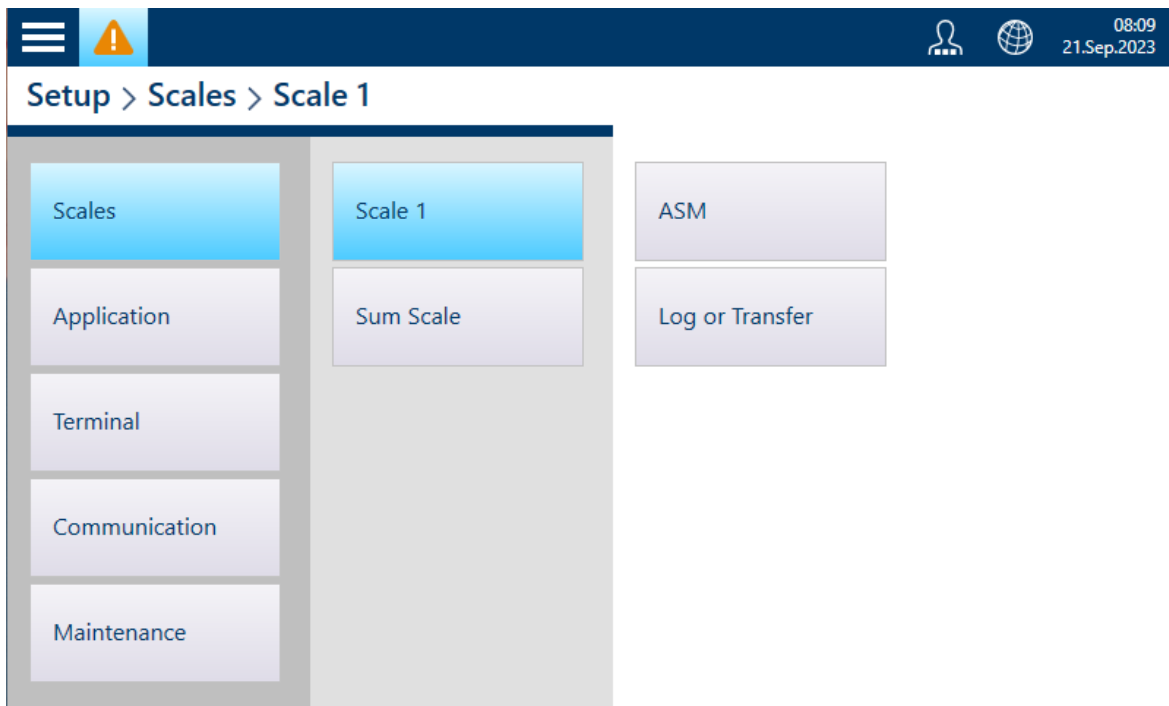 08:09
21.Sep.2023
Setup > Scales > Scale 1
Scales
Application
Terminal
Communication
Maintenance
Scale 1
Sum Scale
ASM
Log or Transfer